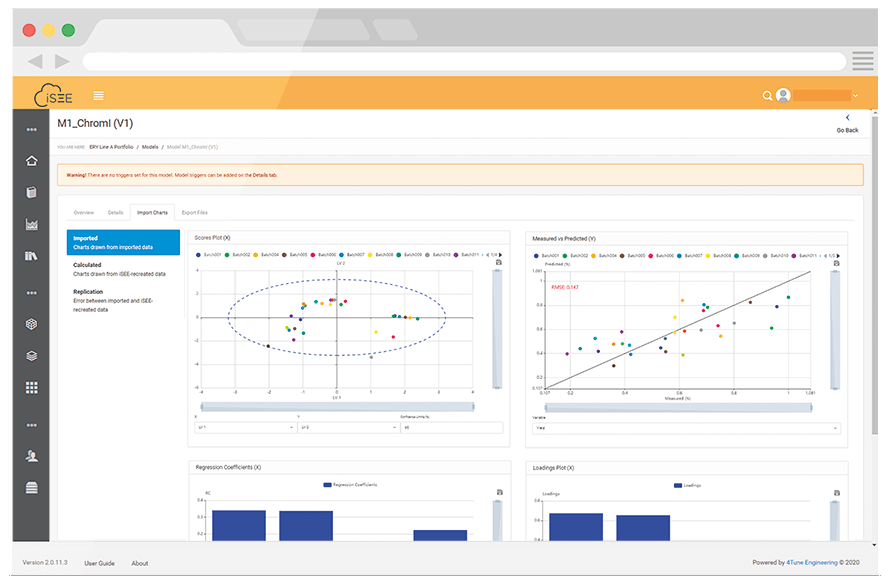 iSEE
M1_ChromI (V1)
Go Back
YOU ARE HERE: ERY Line A Portfolio / Models / Model M1_ChromI (V1)
Warning! There are no triggers set for this model. Model triggers can be added on the Details tab.
Overview Details Import Charts Export Files
Imported
Charts drawn from imported data
Calculated
Charts drawn from iSEE-recreated data
Replication
Error between imported and iSEE-
recreated data
Scores Plot (X)
Batch001 Batch002 Batch004 Batch005 Batch006 Batch007 Batch008 Batch009 Batch010 Batch011
LV 2
4
2
0
-2
-4
-6
-4 -3 -2 -1 0 1 2 3 4
LV 1
X Y Confidence Limits %
LV 1 LV 2 95
Measured vs Predicted (Y)
Batch001 Batch002 Batch004 Batch005 Batch006 Batch007 Batch008 Batch009 Batch010 Batch011 1/3
Predicted (%)
1.081
RMSE: 0.147
1
0.8
0.6
0.4
0.2
0.107
0.107 0.2 0.4 0.6 0.8 1 1.081
Measured (%)
Variable
Yield
Regression Coefficients (X)
Regression Coefficients
RC
0.4
0.3
0.2
Loadings Plot (X)
Loadings
Loadings
0.8
0.6
0.4
Version 2.0.11.3 User Guide About Powered by 4Tune Engineering © 2020